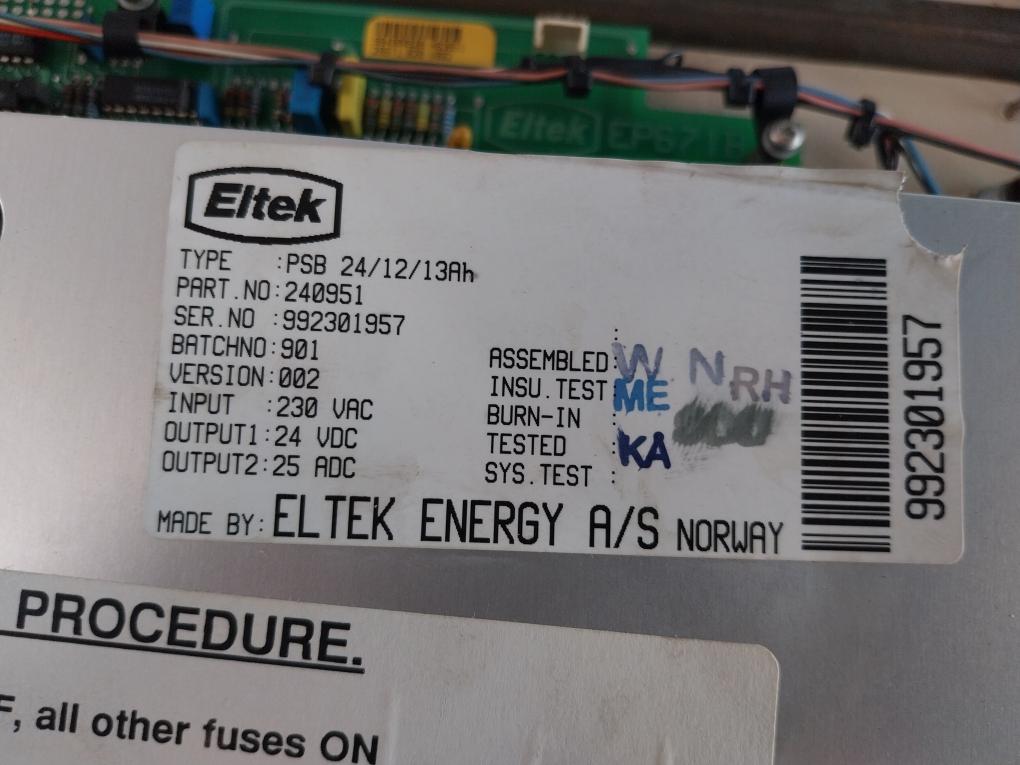 Eltek EPS71B
Eltek
TYPE :PSB 24/12/13Ah
PART.NO:240951
SER.NO :992301957
BATCHNO:901
VERSION:002
INPUT :230 VAC
OUTPUT1:24 VDC
OUTPUT2:25 ADC
:
ASSEMBLED:W. N RH
INSU.TEST:ME
BURN-IN :
TESTED :KA
SYS.TEST :
MADE BY: ELTEK ENERGY A/S NORWAY
992301957
PROCEDURE.
F, all other fuses ON